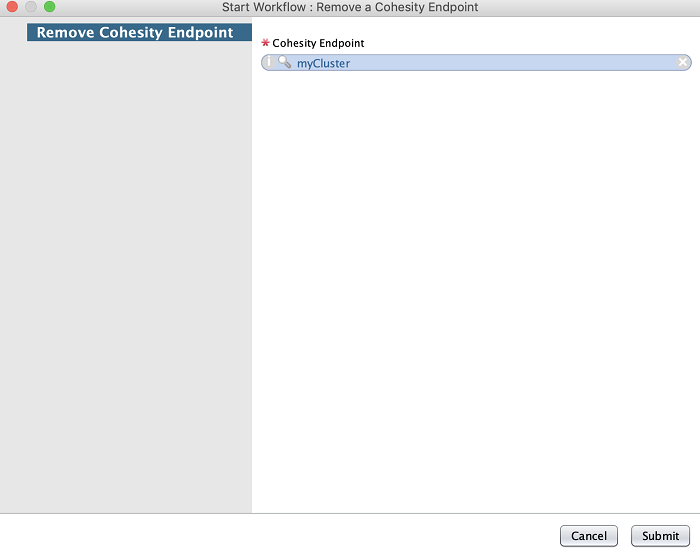 Start Workflow : Remove a Cohesity Endpoint
Remove Cohesity Endpoint
* Cohesity Endpoint
i myCluster
Cancel
Submit